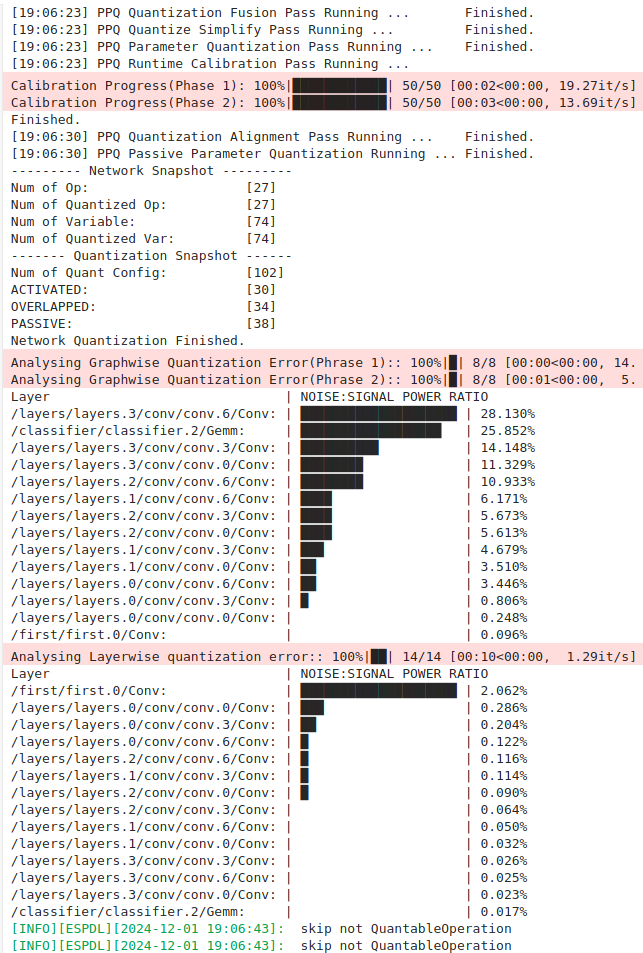 [19:06:23] PPQ Quantization Fusion Pass Running ...       Finished.
[19:06:23] PPQ Quantize Simplify Pass Running ...         Finished.
[19:06:23] PPQ Parameter Quantization Pass Running ...    Finished.
[19:06:23] PPQ Runtime Calibration Pass Running ...
Calibration Progress(Phase 1): 100%|████████████| 50/50 [00:02<00:00, 19.27it/s]
Calibration Progress(Phase 2): 100%|████████████| 50/50 [00:03<00:00, 13.69it/s]
Finished.
[19:06:30] PPQ Quantization Alignment Pass Running ...    Finished.
[19:06:30] PPQ Passive Parameter Quantization Running ... Finished.
--------- Network Snapshot ---------
Num of Op:                    [27]
Num of Quantized Op:          [27]
Num of Variable:              [74]
Num of Quantized Var:         [74]
------- Quantization Snapshot ------
Num of Quant Config:          [102]
ACTIVATED:                    [30]
OVERLAPPED:                   [34]
PASSIVE:                      [38]
Network Quantization Finished.
Analysing Graphwise Quantization Error(Phrase 1):: 100%|█| 8/8 [00:00<00:00, 14.
Analysing Graphwise Quantization Error(Phrase 2):: 100%|█| 8/8 [00:01<00:00,  5.
Layer                              | NOISE:SIGNAL POWER RATIO
/layers/layers.3/conv/conv.6/Conv: | ████████████████████ | 28.130%
/classifier/classifier.2/Gemm:     | ██████████████████   | 25.852%
/layers/layers.3/conv/conv.3/Conv: | ██████████           | 14.148%
/layers/layers.3/conv/conv.0/Conv: | ████████             | 11.329%
/layers/layers.2/conv/conv.6/Conv: | ████████             | 10.933%
/layers/layers.1/conv/conv.6/Conv: | ████                 | 6.171%
/layers/layers.2/conv/conv.3/Conv: | ████                 | 5.673%
/layers/layers.2/conv/conv.0/Conv: | ████                 | 5.613%
/layers/layers.1/conv/conv.3/Conv: | ███                  | 4.679%
/layers/layers.1/conv/conv.0/Conv: | ██                   | 3.510%
/layers/layers.0/conv/conv.6/Conv: | ██                   | 3.446%
/layers/layers.0/conv/conv.3/Conv: | █                    | 0.806%
/layers/layers.0/conv/conv.0/Conv: |                      | 0.248%
/first/first.0/Conv:               |                      | 0.096%
Analysing Layerwise quantization error:: 100%|██| 14/14 [00:10<00:00,  1.29it/s]
Layer                              | NOISE:SIGNAL POWER RATIO
/first/first.0/Conv:               | ████████████████████ | 2.062%
/layers/layers.0/conv/conv.0/Conv: | ███                  | 0.286%
/layers/layers.0/conv/conv.3/Conv: | ██                   | 0.204%
/layers/layers.0/conv/conv.6/Conv: | █                    | 0.122%
/layers/layers.2/conv/conv.6/Conv: | █                    | 0.116%
/layers/layers.1/conv/conv.3/Conv: | █                    | 0.114%
/layers/layers.2/conv/conv.0/Conv: | █                    | 0.090%
/layers/layers.2/conv/conv.3/Conv: |                      | 0.064%
/layers/layers.1/conv/conv.6/Conv: |                      | 0.050%
/layers/layers.1/conv/conv.0/Conv: |                      | 0.032%
/layers/layers.3/conv/conv.3/Conv: |                      | 0.026%
/layers/layers.3/conv/conv.6/Conv: |                      | 0.025%
/layers/layers.3/conv/conv.0/Conv: |                      | 0.023%
/classifier/classifier.2/Gemm:     |                      | 0.017%
[INFO][ESPDL][2024-12-01 19:06:43]:  skip not QuantableOperation
[INFO][ESPDL][2024-12-01 19:06:43]:  skip not QuantableOperation